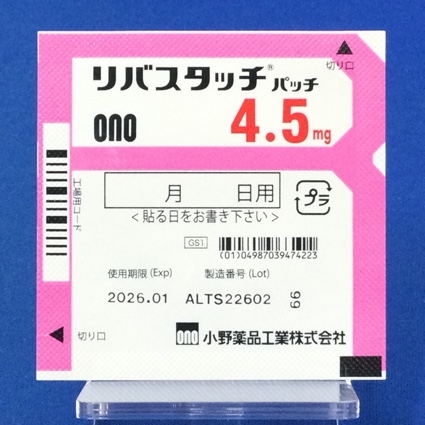 切り口
リバスタッチ®パッチ
ono 4.5mg
工場用コード
月 日用
プラ
<貼る日をお書き下さい>
GS1
(01)04987039474223
使用期限(Exp) 製造番号(Lot)
2026.01 ALTS22602 99
切り口
ono 小野薬品工業株式会社